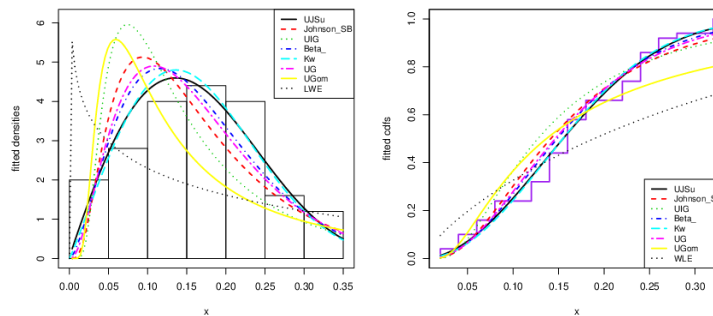 fitted densities
6
5
4
3
2
1
0
0.00 0.05 0.10 0.15 0.20 0.25 0.30 0.35
x
UJSu
Johnson_SB
UIG
Beta_
Kw
UG
UGom
LWE
fitted cdfs
1.0
0.8
0.6
0.4
0.2
0.0
0.05 0.10 0.15 0.20 0.25 0.30
x
UJSu
Johnson_S
UIG
Beta_
Kw
UG
UGom
WLE